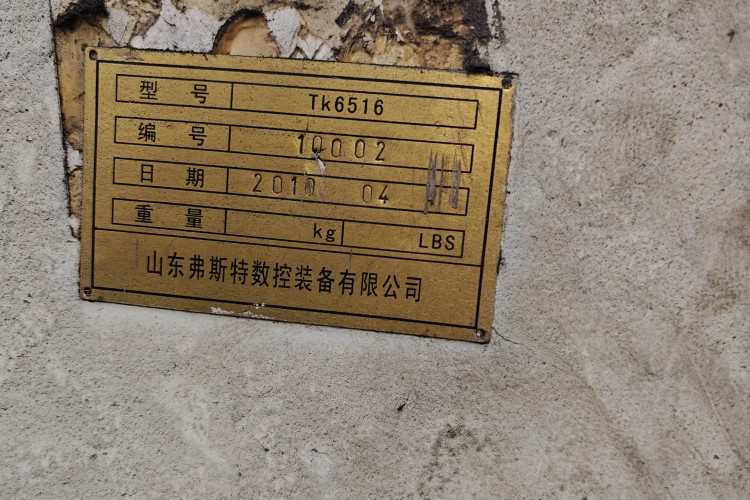 型号 Tk6516
编号 10002
日期 2010 04
重量 kg LBS
山东弗斯特数控装备有限公司